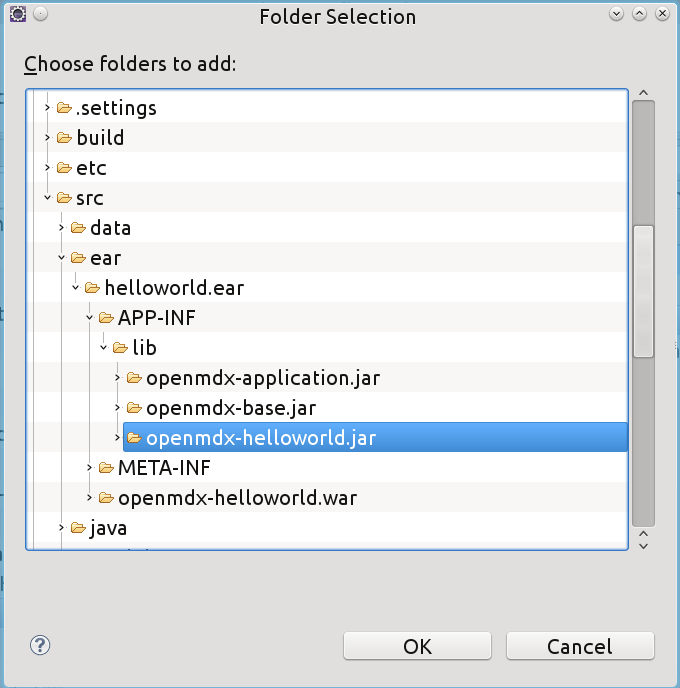 Folder Selection
Choose folders to add:
.settings
build
etc
src
data
ear
helloworld.ear
APP-INF
lib
openmdx-application.jar
openmdx-base.jar
openmdx-helloworld.jar
META-INF
openmdx-helloworld.war
java
?
OK
Cancel